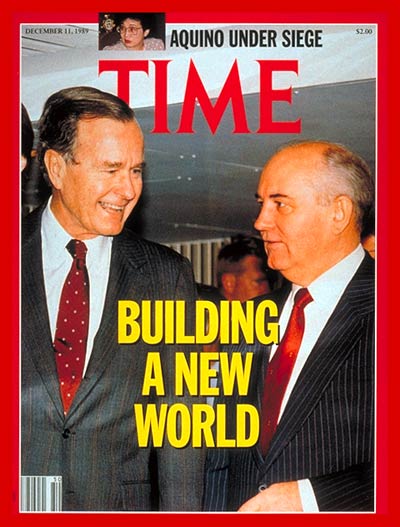 DECEMBER 11, 1989
AQUINO UNDER SIEGE
$2.00
TIME
BUILDING
A NEW
WORLD